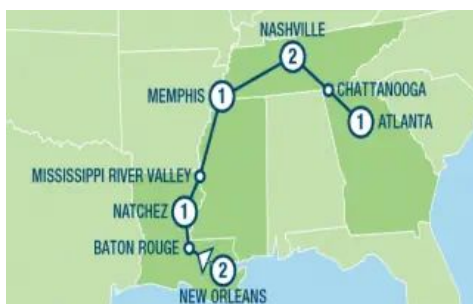 NASHVILLE
2
CHATTANOOGA
MEMPHIS 1
1 ATLANTA
MISSISSIPPI RIVER VALLEY
NATCHEZ 1
BATON ROUGE
2
NEW ORLEANS